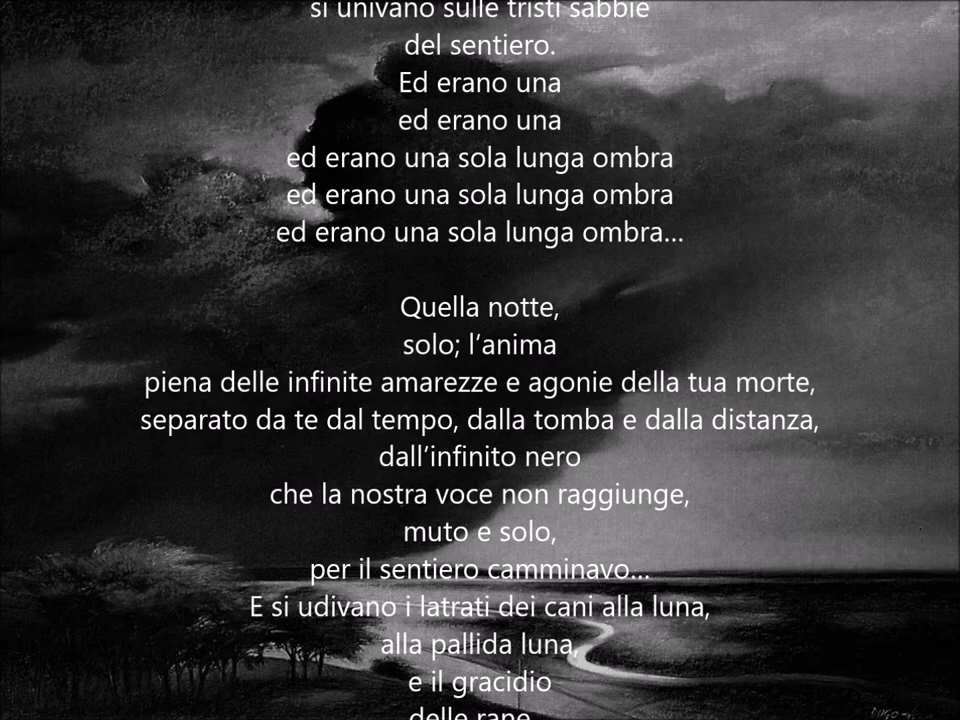 si univano sulle tristi sabbie
del sentiero.
Ed erano una
ed erano una
ed erano una sola lunga ombra
ed erano una sola lunga ombra
ed erano una sola lunga ombra...

Quella notte,
solo; l’anima
piena delle infinite amarezze e agonie della tua morte,
separato da te dal tempo, dalla tomba e dalla distanza,
dall’infinito nero
che la nostra voce non raggiunge,
muto e solo,
per il sentiero camminavo...
E si udivano i latrati dei cani alla luna,
alla pallida luna,
e il gracidio
delle rane